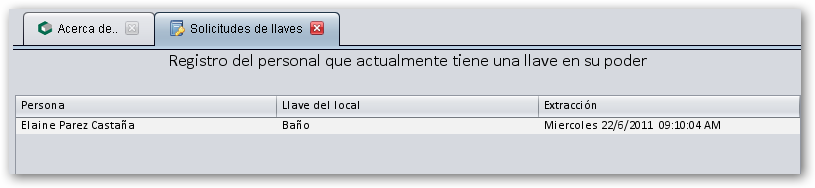 Acerca de.. Solicitudes de llaves
Registro del personal que actualmente tiene una llave en su poder
Persona Llave del local Extracción
Elaine Parez Castaña Baño Miercoles 22/6/2011 09:10:04 AM